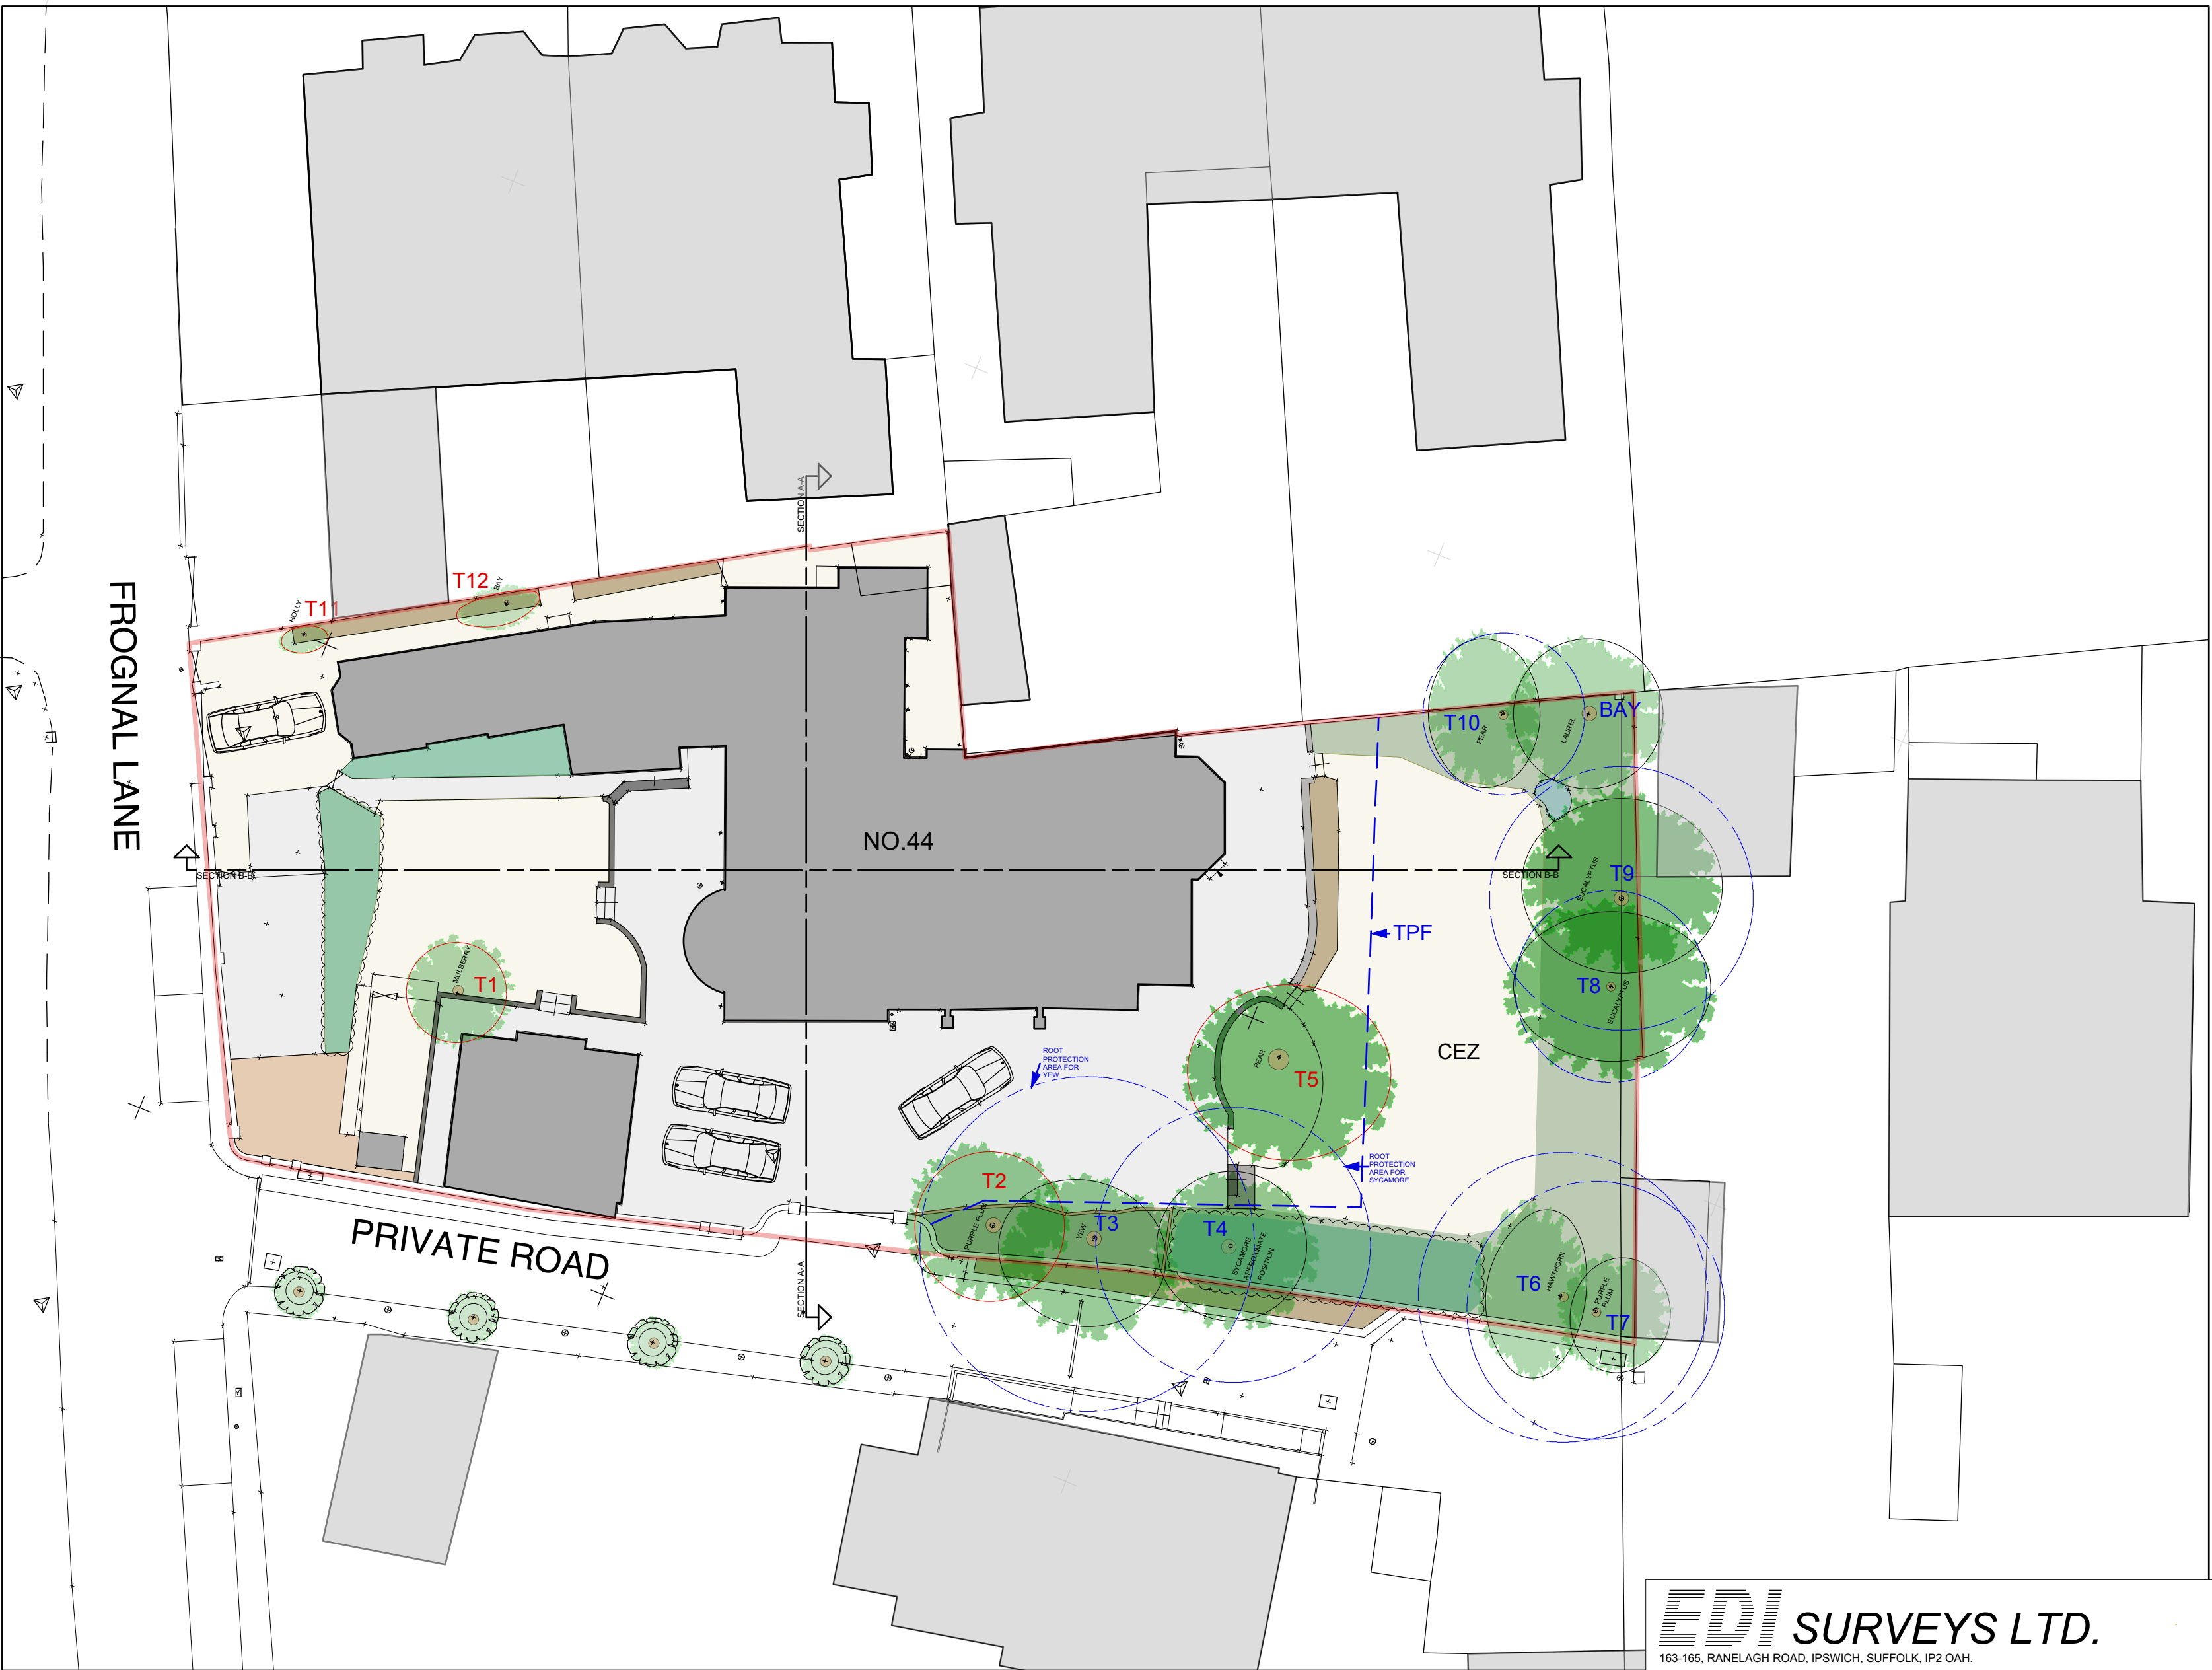 SECTION A-A
T12
BAY
HOLLY
T11
FROGNAL LANE
T10
PEAR
LAUREL
BAY
NO.44
SECTION B-B
SECTION B-B
EUCALYPTUS
T9
TPF
MULBERRY
T1
T8
EUCALYPTUS
CEZ
ROOT
PROTECTION
AREA FOR
YEW
PEAR
T5
ROOT
PROTECTION
AREA FOR
SYCAMORE
T2
PURPLE PLUM
YEW
T3
T4
SYCAMORE
APPROXIMATE
POSITION
PRIVATE ROAD
SECTION A-A
T6
HAWTHORN
PURPLE
PLUM
T7
EDI SURVEYS LTD.
163-165, RANELAGH ROAD, IPSWICH, SUFFOLK, IP2 OAH.